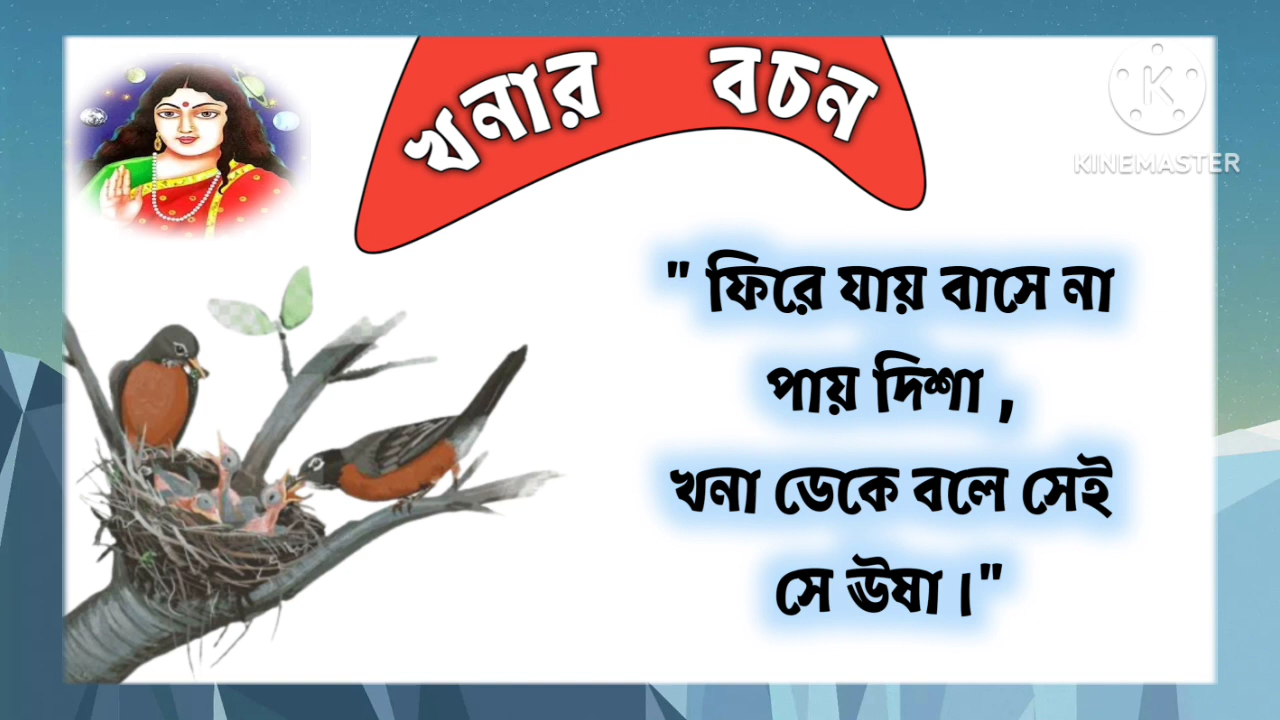 খনার বচন
KINEMASTER
" ফিরে যায় বাসে না
পায় দিশা ,
খনা ডেকে বলে সেই
সে ঊষা ।"